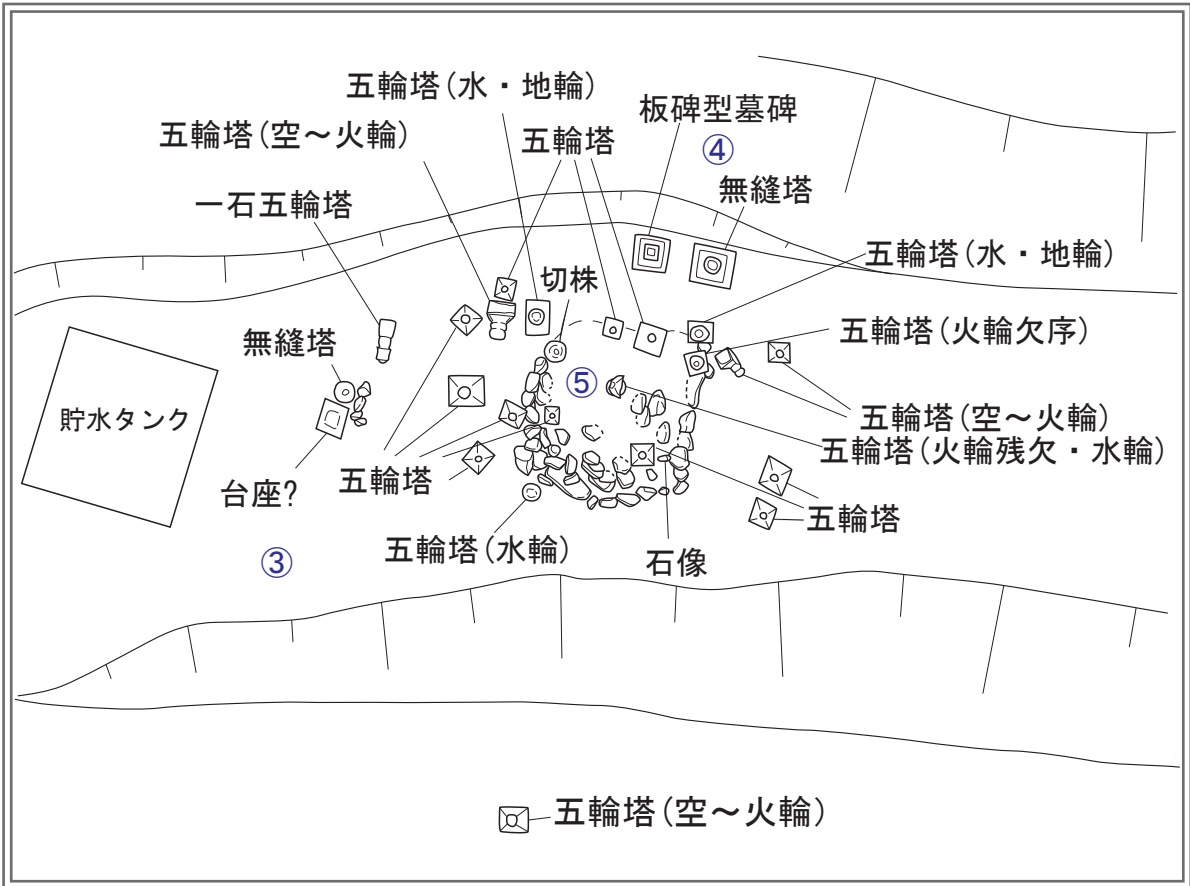 五輪塔(水・地輪)
板碑型墓碑
五輪塔(空～火輪)
五輪塔
④
無縫塔
一石五輪塔
五輪塔(水・地輪)
切株
五輪塔(火輪欠序)
無縫塔
⑤
貯水タンク
五輪塔(空～火輪)
五輪塔(火輪残欠・水輪)
五輪塔
台座?
五輪塔
五輪塔(水輪)
石像
③
五輪塔(空～火輪)